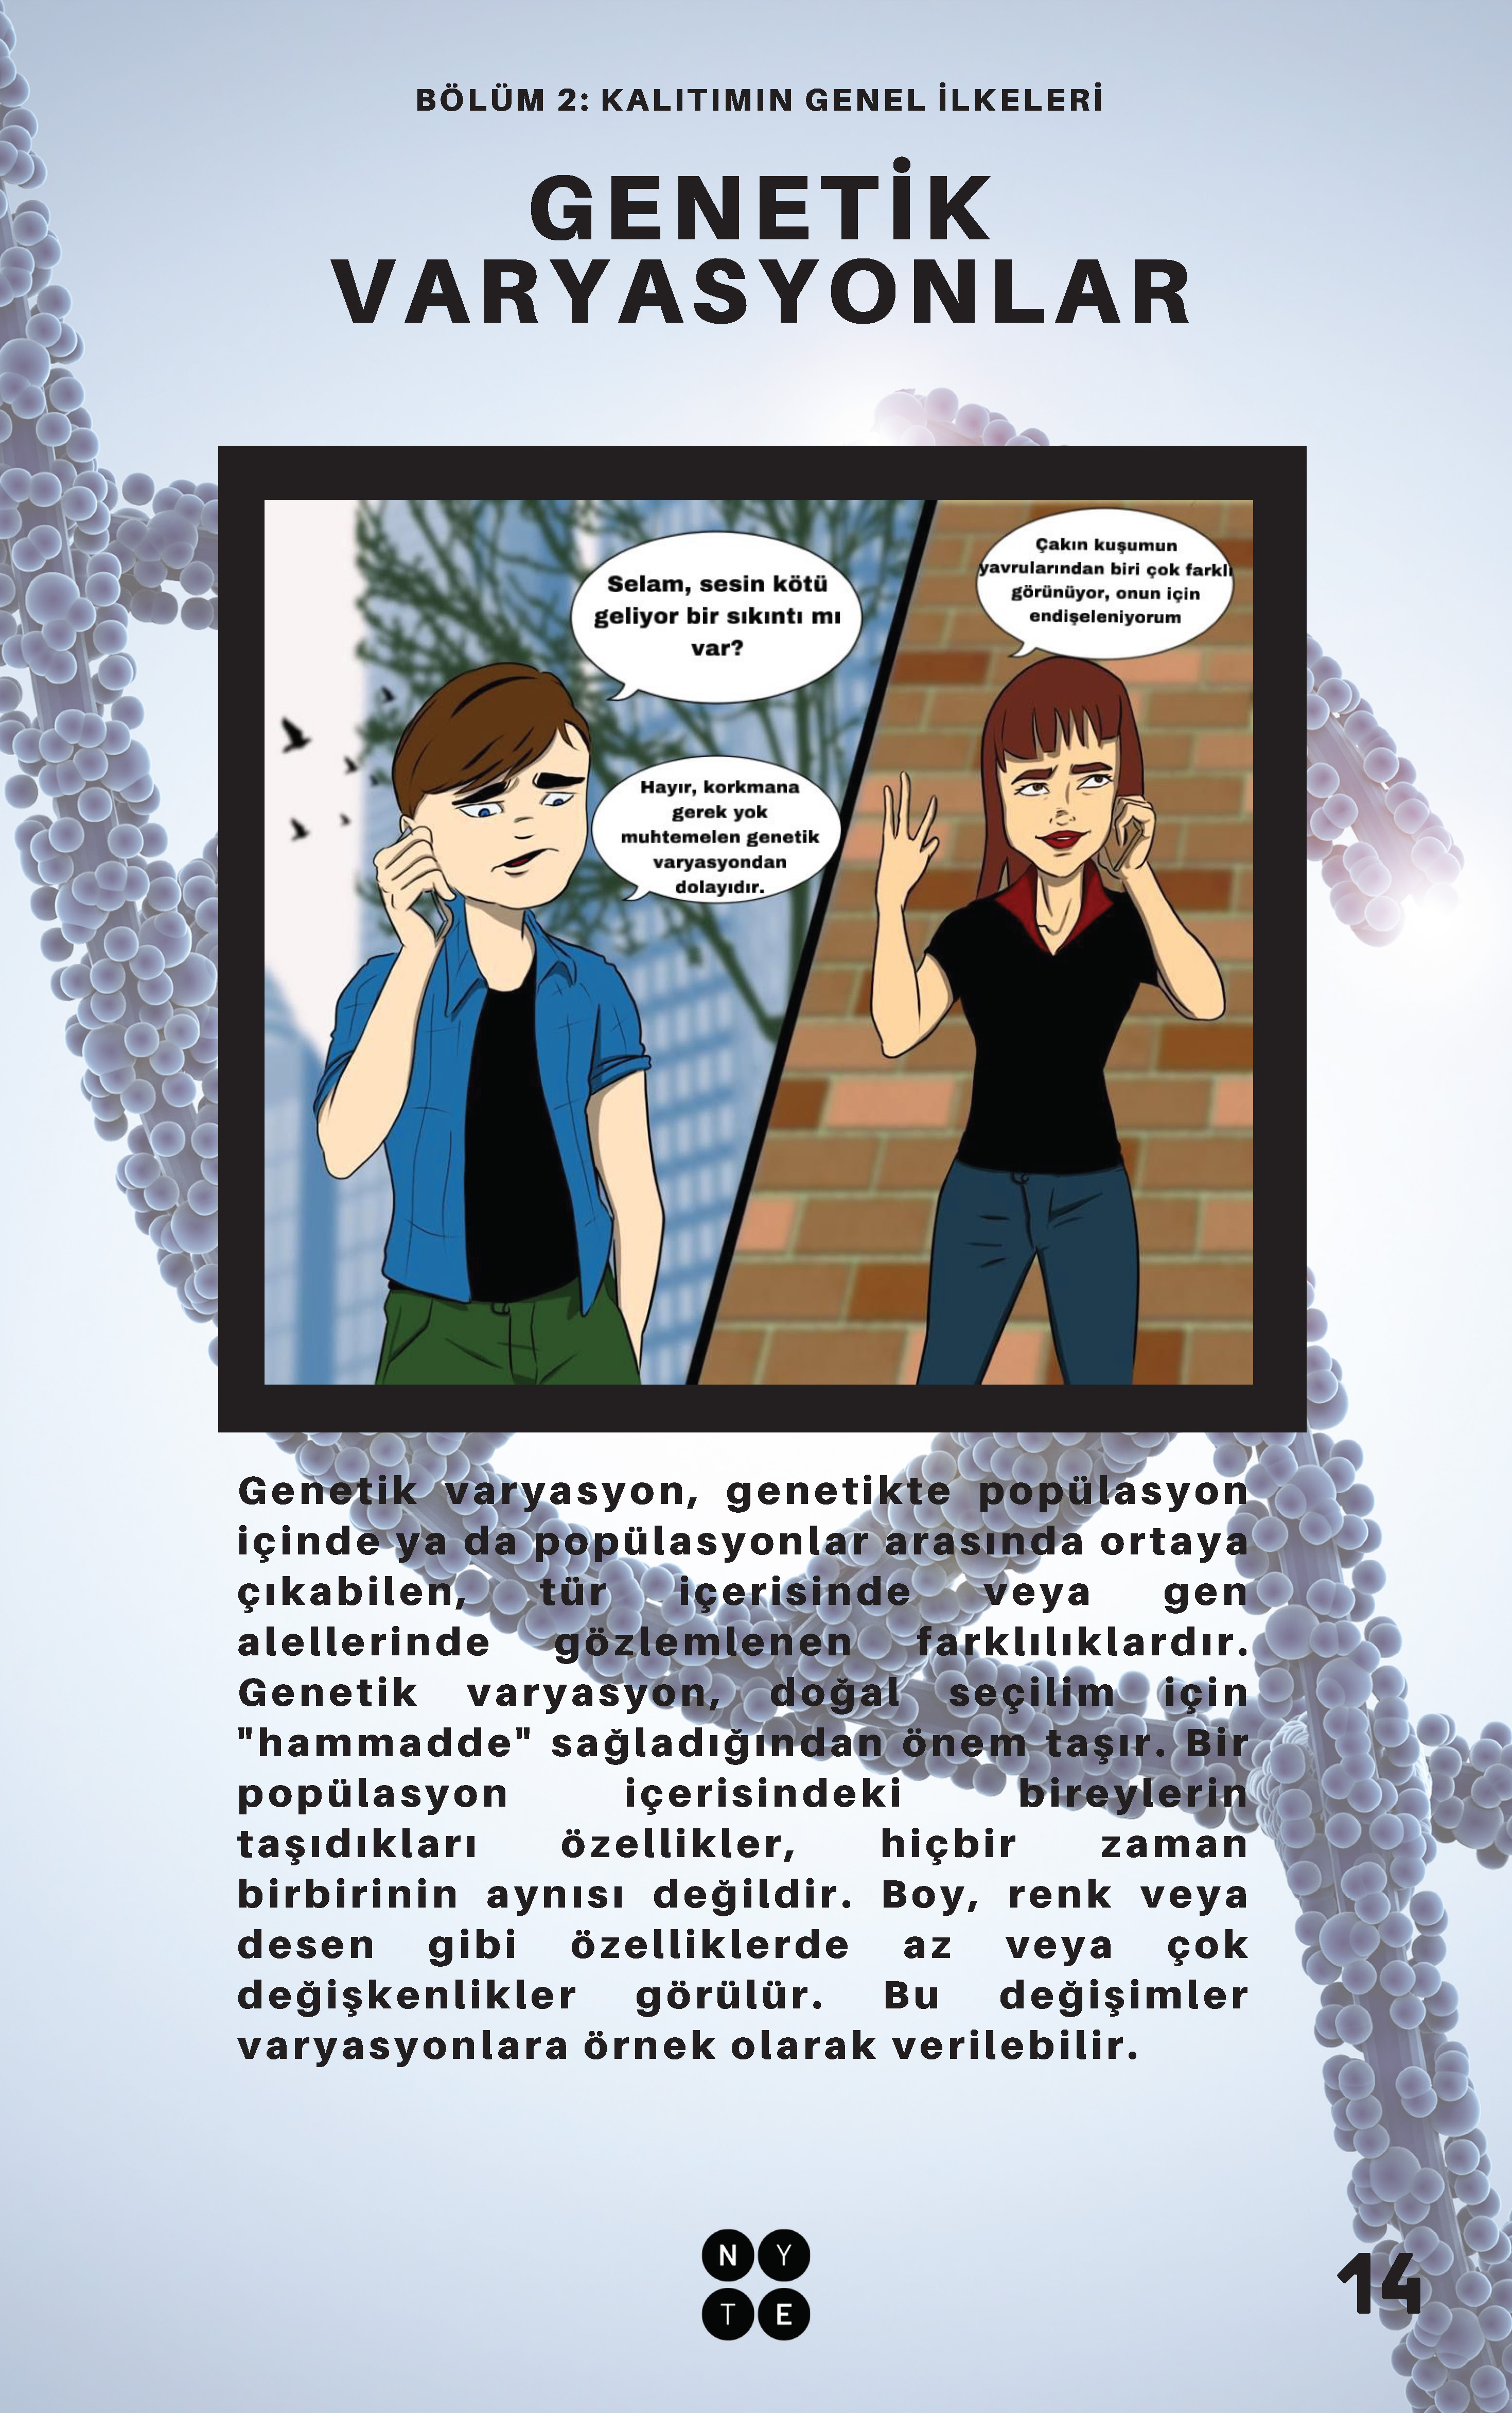 BÖLÜM 2: KALITIMIN GENEL İLKELERİ
GENETİK
VARYASYONLAR
Selam, sesin kötü
geliyor bir sıkıntı mı
var?
Çakın kuşumun
yavrularından biri çok farklı
görünüyor, onun için
endişeleniyorum
Hayır, korkmana
gerek yok
muhtemelen genetik
varyasyondan
dolayıdır.
Genetik varyasyon, genetikte popülasyon
içinde ya da popülasyonlar arasında ortaya
çıkabilen, tür içerisinde veya gen
alellerinde gözlemlenen farklılıklardır.
Genetik varyasyon, doğal seçilim için
"hammadde" sağladığından önem taşır. Bir
popülasyon içerisindeki bireylerin
taşıdıkları özellikler, hiçbir zaman
birbirinin aynısı değildir. Boy, renk veya
desen gibi özelliklerde az veya çok
değişkenlikler görülür. Bu değişimler
varyasyonlara örnek olarak verilebilir.
N Y
T E
14